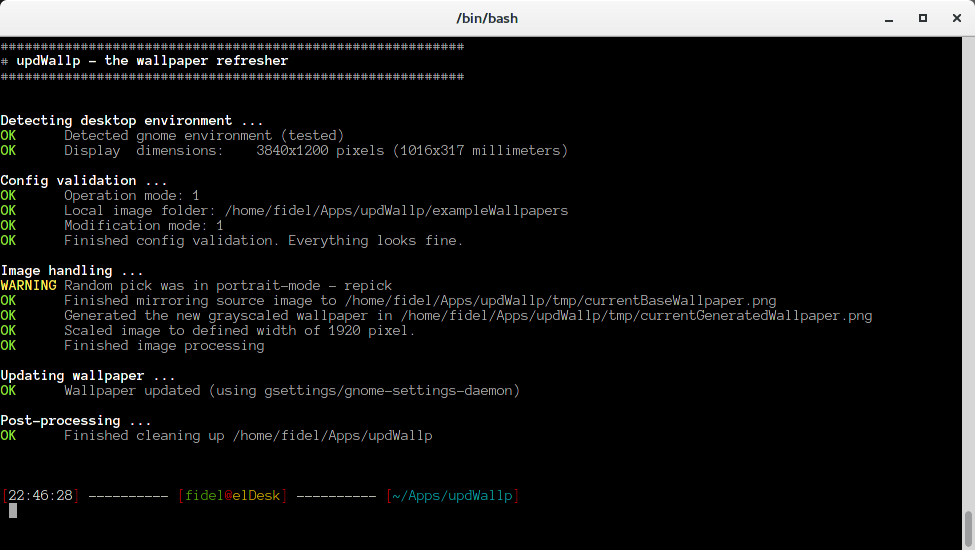 /bin/bash
##########################################################
# updWallp - the wallpaper refresher
##########################################################
Detecting desktop environment ...
OK      Detected gnome environment (tested)
OK      Display  dimensions:    3840x1200 pixels (1016x317 millimeters)
Config validation ...
OK      Operation mode: 1
OK      Local image folder: /home/fidel/Apps/updWallp/exampleWallpapers
OK      Modification mode: 1
OK      Finished config validation. Everything looks fine.
Image handling ...
WARNING Random pick was in portrait-mode - repick
OK      Finished mirroring source image to /home/fidel/Apps/updWallp/tmp/currentBaseWallpaper.png
OK      Generated the new grayscaled wallpaper in /home/fidel/Apps/updWallp/tmp/currentGeneratedWallpaper.png
OK      Scaled image to defined width of 1920 pixel.
OK      Finished image processing
Updating wallpaper ...
OK      Wallpaper updated (using gsettings/gnome-settings-daemon)
Post-processing ...
OK      Finished cleaning up /home/fidel/Apps/updWallp
[22:46:28] ---------- [fidel@elDesk] ---------- [~/Apps/updWallp]